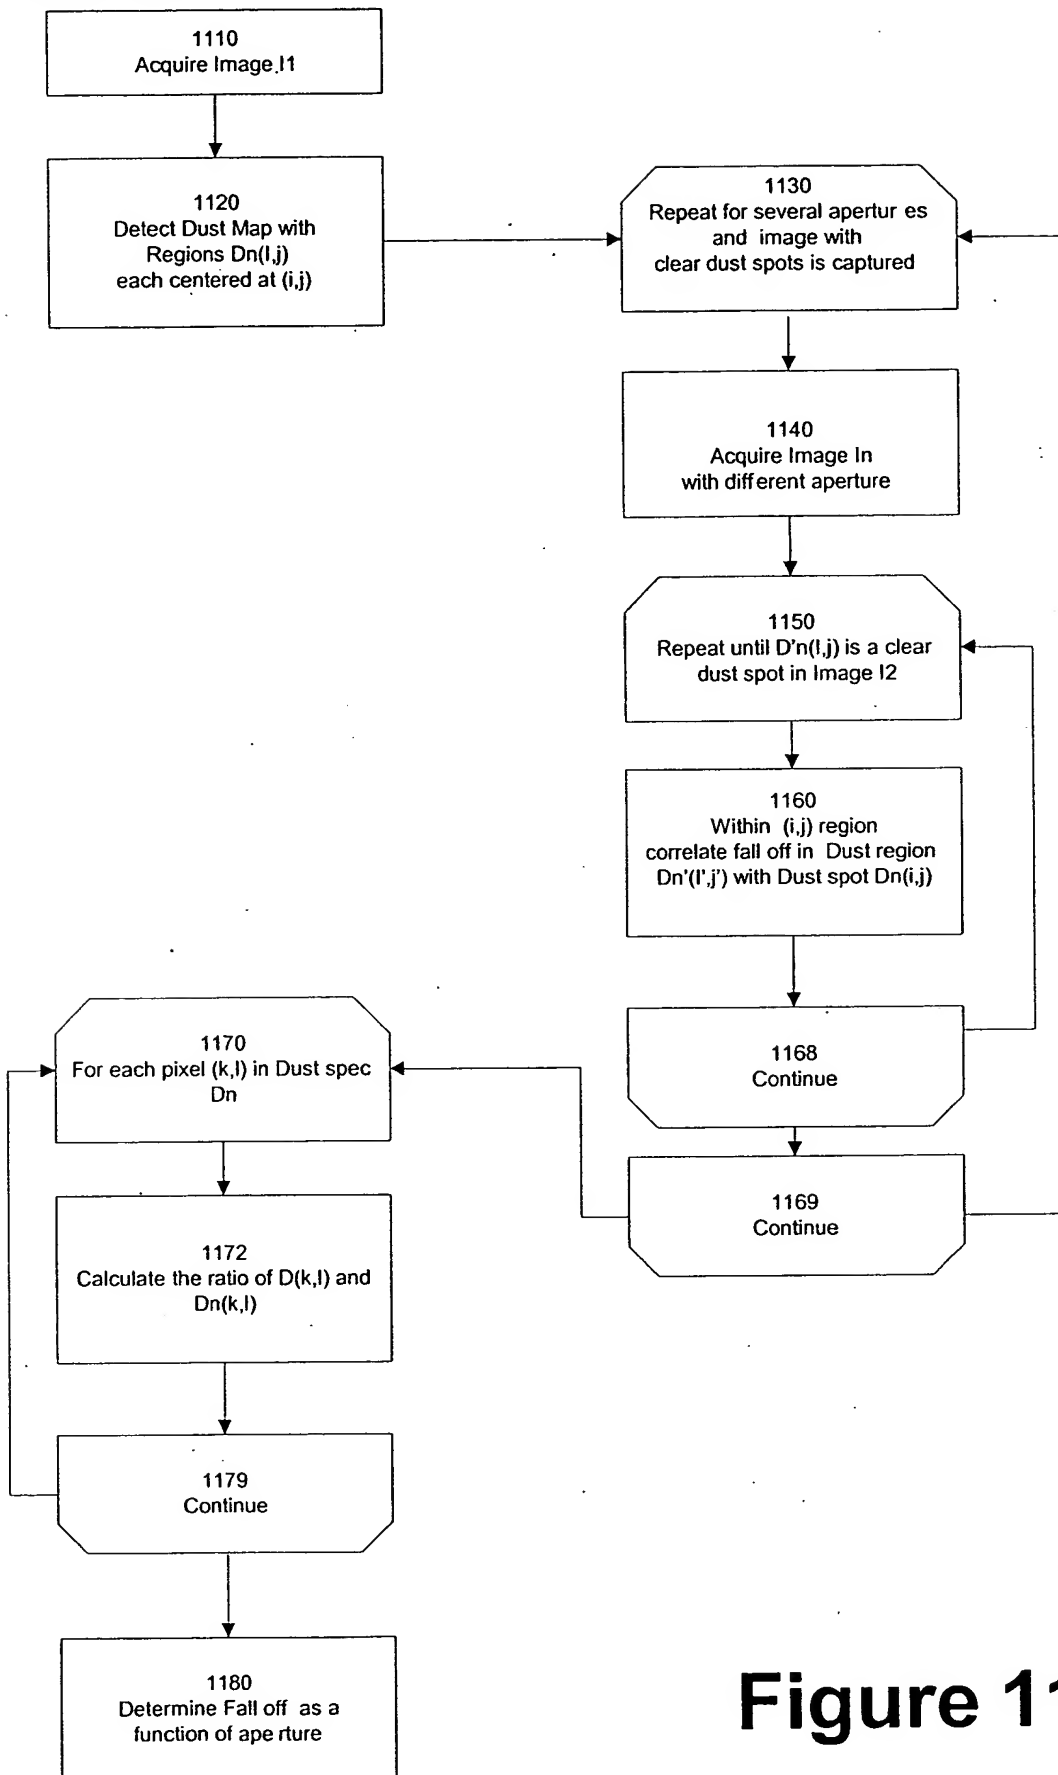 1110
Acquire Image I1
1120
Detect Dust Map with
Regions Dn(I,j)
each centered at (i,j)
1130
Repeat for several apertur es
and image with
clear dust spots is captured
1140
Acquire Image In
with different aperture
1150
Repeat until D'n(I,j) is a clear
dust spot in Image I2
1160
Within (i,j) region
correlate fall off in Dust region
Dn'(I',j') with Dust spot Dn(i,j)
1168
Continue
1169
Continue
1170
For each pixel (k,l) in Dust spec
Dn
1172
Calculate the ratio of D(k,l) and
Dn(k,l)
1179
Continue
1180
Determine Fall off as a
function of ape rture
Figure 11